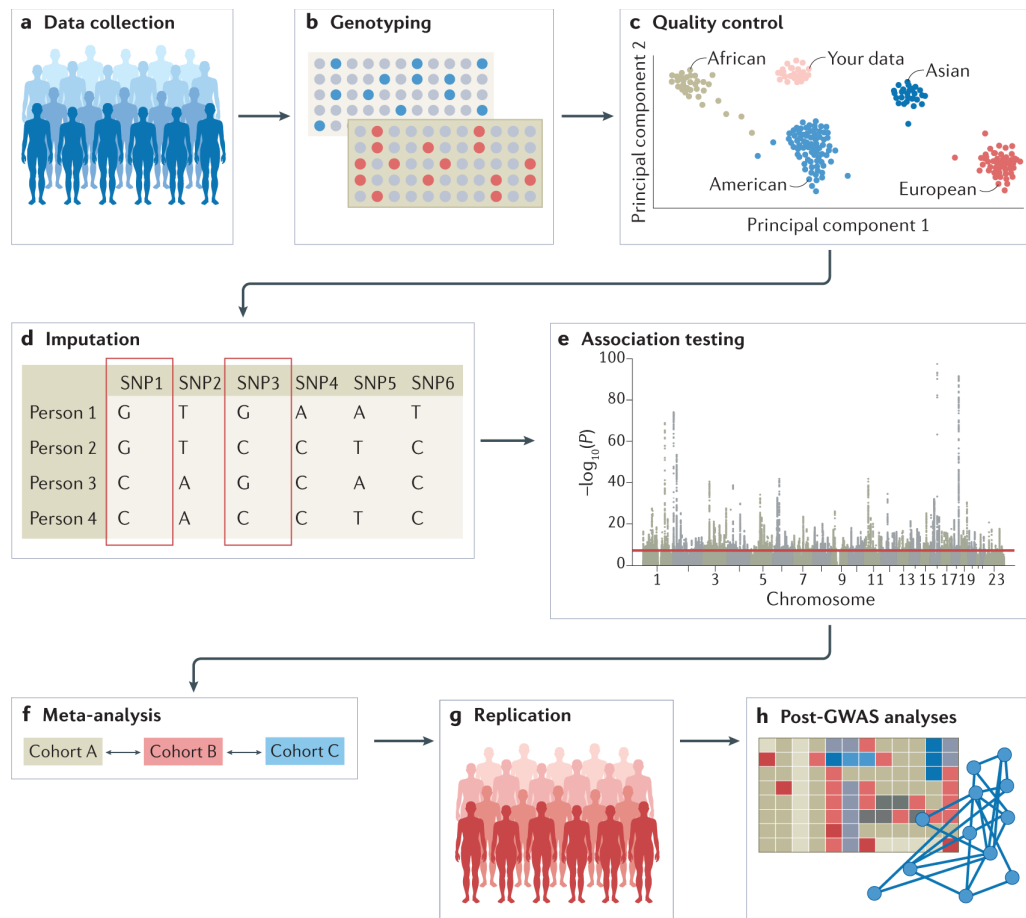 a Data collection
b Genotyping
c Quality control
African
Your data
Asian
American
European
Principal component 2
Principal component 1
d Imputation
SNP1 SNP2 SNP3 SNP4 SNP5 SNP6
Person 1 G T G A A T
Person 2 G T C C T C
Person 3 C A G C A C
Person 4 C A C C T C
e Association testing
–log10(P)
100
80
60
40
20
0
1 3 5 7 9 11 13 15 17 19 23
Chromosome
f Meta-analysis
Cohort A Cohort B Cohort C
g Replication
h Post-GWAS analyses